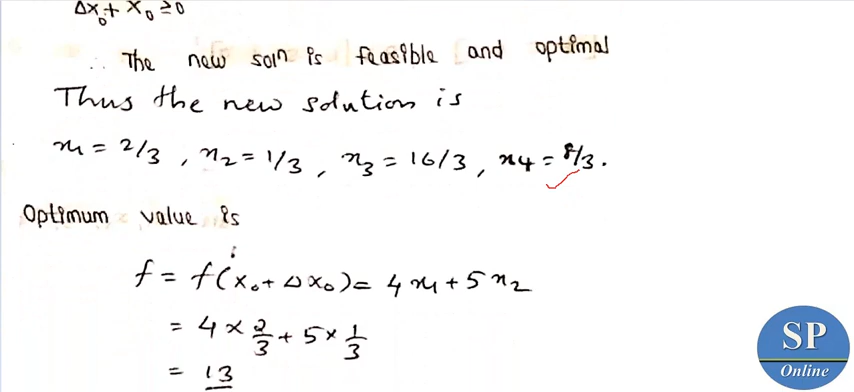 Δx₀ + x₀ ≥ 0
∴ The new soln is feasible and optimal
Thus the new solution is
x₁ = 2/3 , x₂ = 1/3 , x₃ = 16/3 , x₄ = 8/3 .
Optimum value is
f = f(x₀ + Δx₀) = 4x₁ + 5x₂
= 4 × 2/3 + 5 × 1/3
= 13
SP
Online